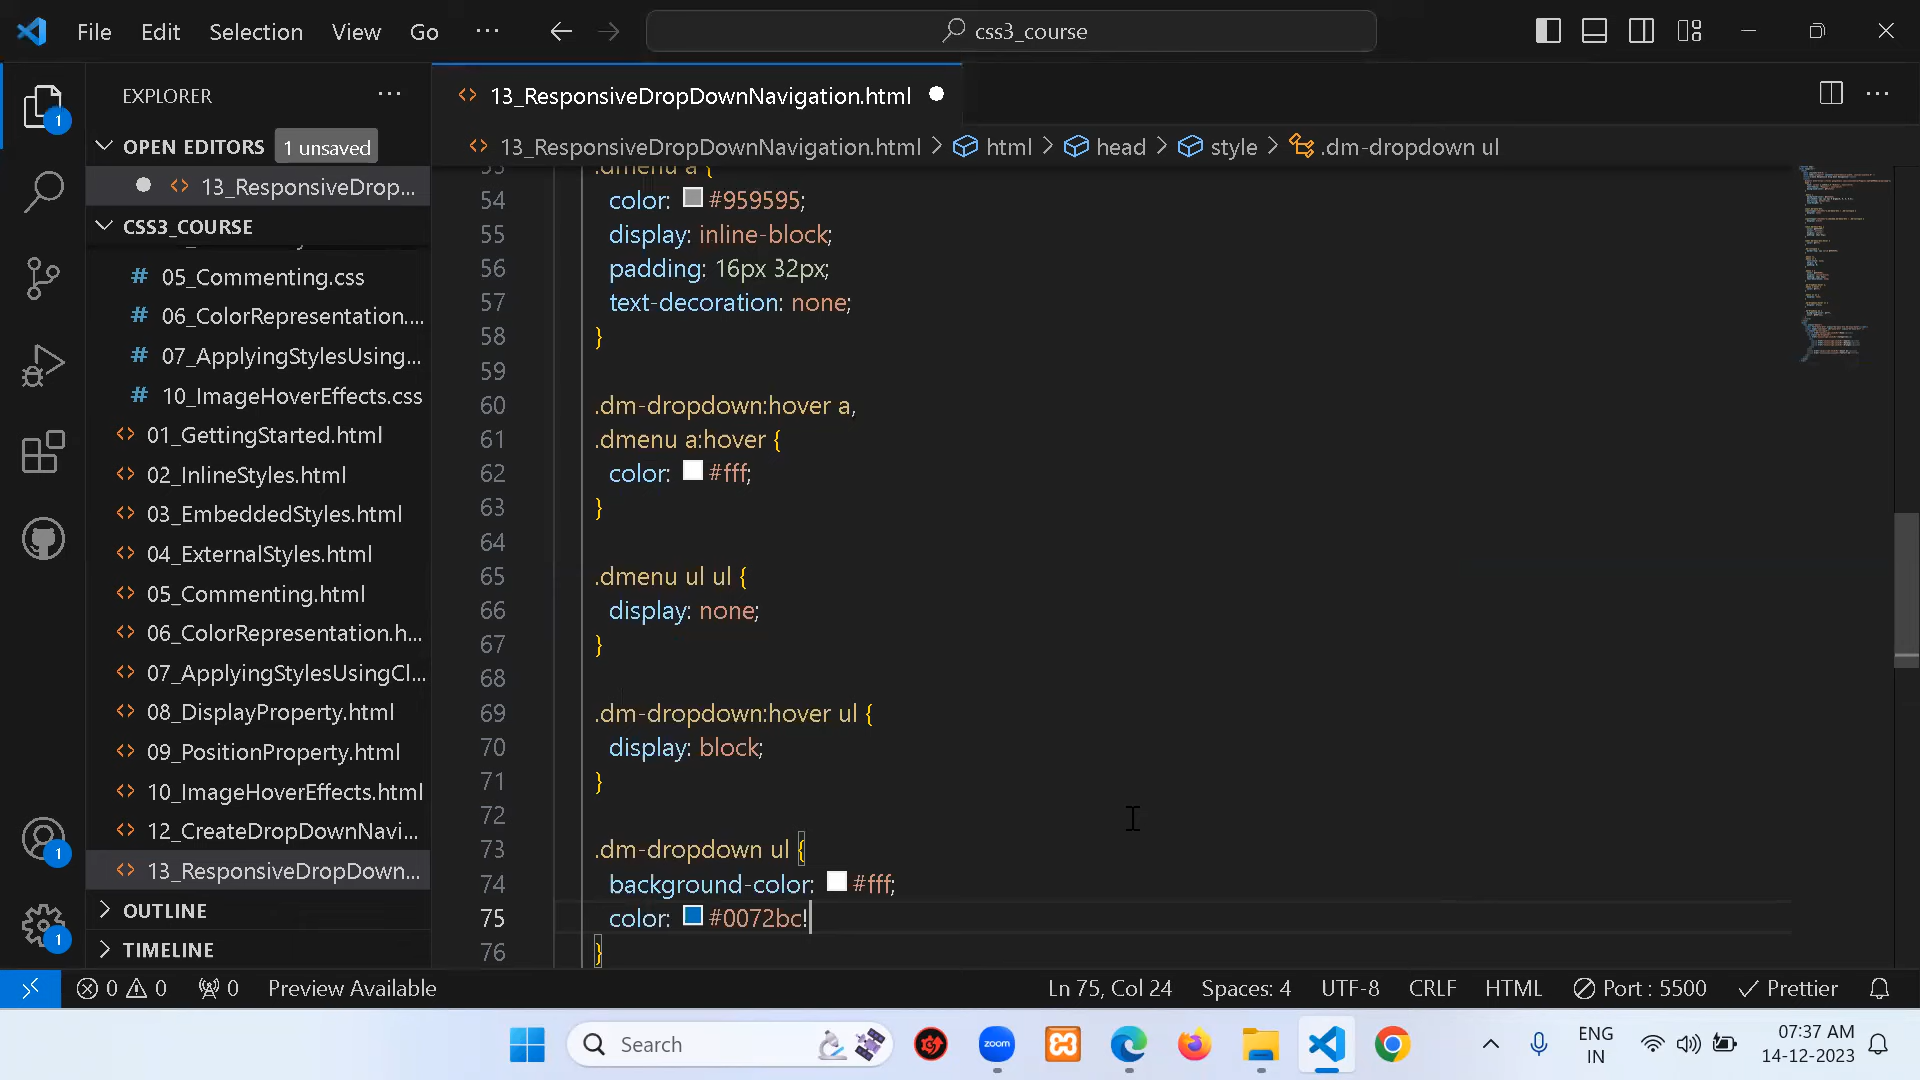 File Edit Selection View Go ··· css3_course
EXPLORER ···
13_ResponsiveDropDownNavigation.html
OPEN EDITORS 1 unsaved
13_ResponsiveDrop...
13_ResponsiveDropDownNavigation.html > html > head > style > .dm-dropdown ul
CSS3_COURSE
05_Commenting.css
06_ColorRepresentation....
07_ApplyingStylesUsing...
10_ImageHoverEffects.css
01_GettingStarted.html
02_InlineStyles.html
03_EmbeddedStyles.html
04_ExternalStyles.html
05_Commenting.html
06_ColorRepresentation.h...
07_ApplyingStylesUsingCl...
08_DisplayProperty.html
09_PositionProperty.html
10_ImageHoverEffects.html
12_CreateDropDownNavi...
13_ResponsiveDropDown...
OUTLINE
TIMELINE
53 .dmenu a {
54 color: #959595;
55 display: inline-block;
56 padding: 16px 32px;
57 text-decoration: none;
58 }
59
60 .dm-dropdown:hover a,
61 .dmenu a:hover {
62 color: #fff;
63 }
64
65 .dmenu ul ul {
66 display: none;
67 }
68
69 .dm-dropdown:hover ul {
70 display: block;
71 }
72
73 .dm-dropdown ul {
74 background-color: #fff;
75 color: #0072bc!
76 }
1
1
1
0 0 0 Preview Available Ln 75, Col 24 Spaces: 4 UTF-8 CRLF HTML Port : 5500 Prettier
Search zoom ENG 07:37 AM
IN 14-12-2023